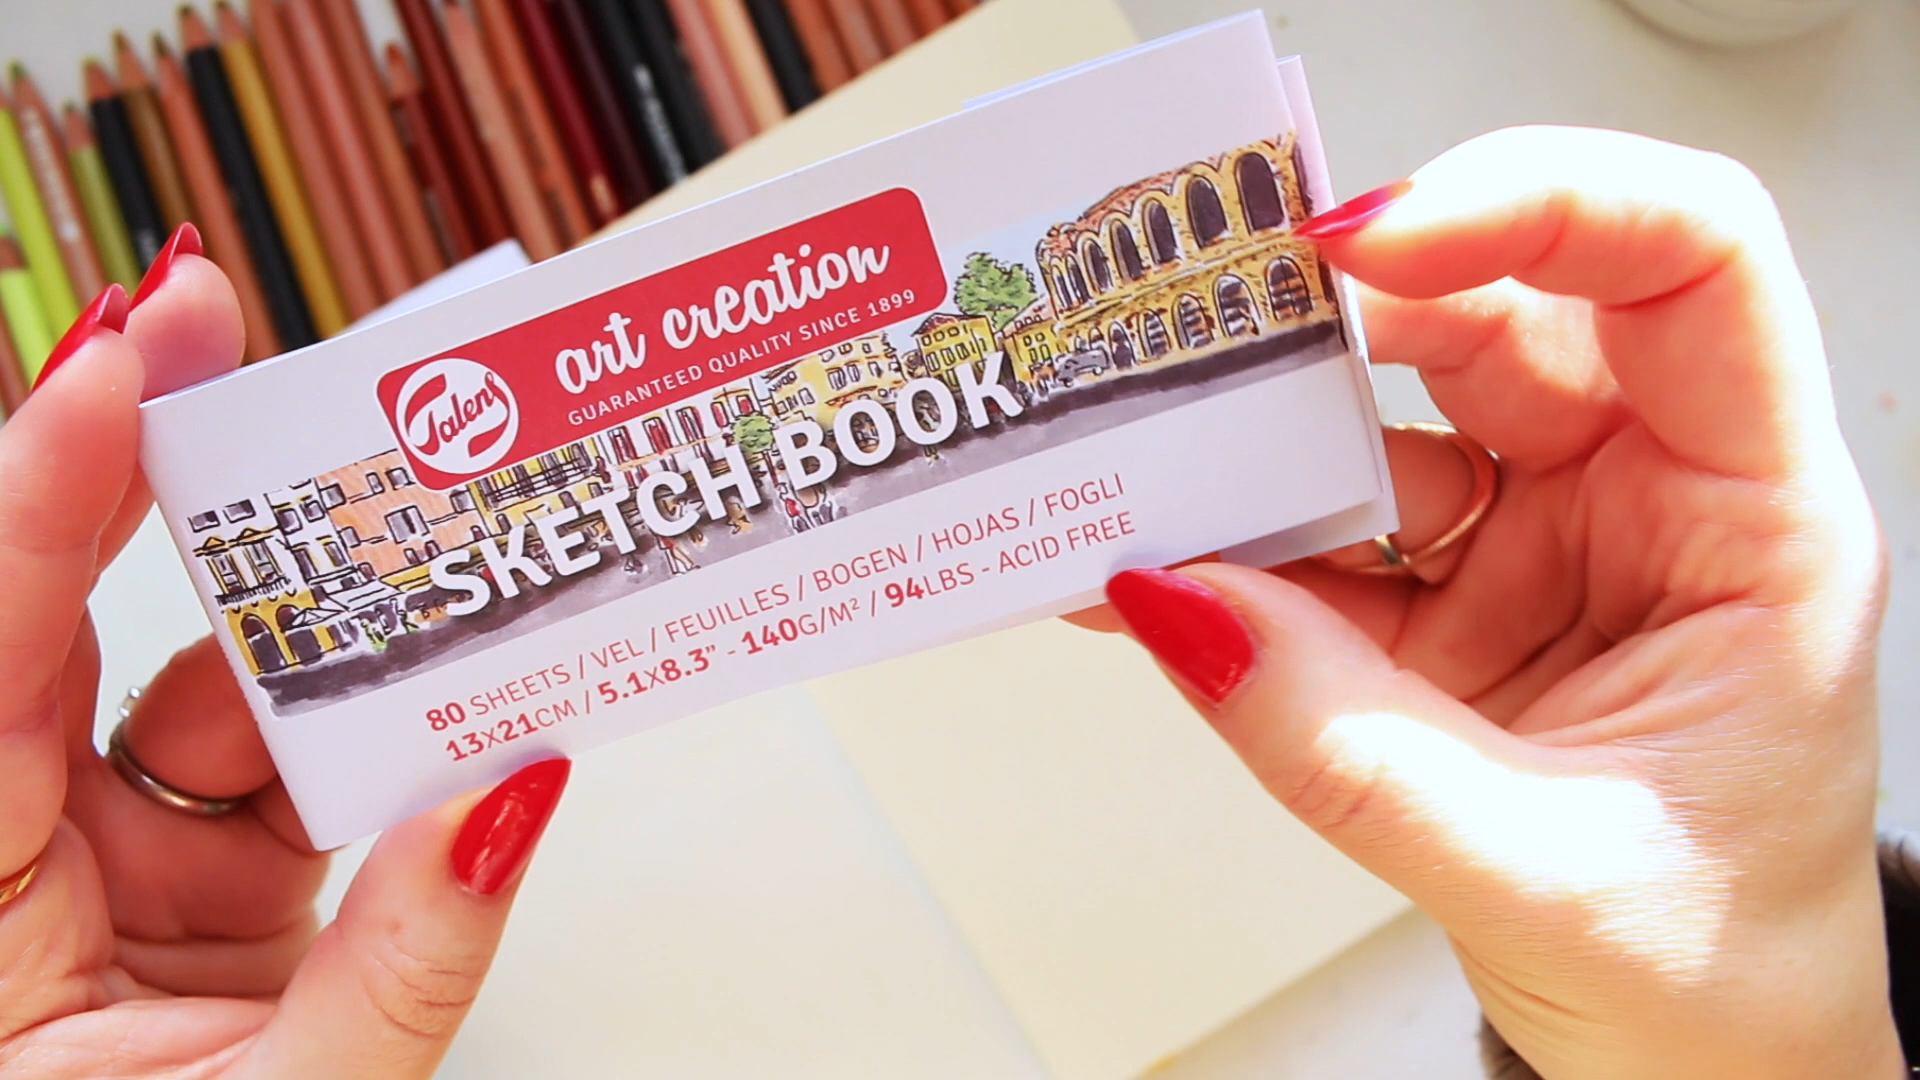 Talens
art creation
GUARANTEED QUALITY SINCE 1899
SKETCH BOOK
80 SHEETS / VEL / FEUILLES / BOGEN / HOJAS / FOGLI
13X21CM / 5.1X8.3" - 140G/M² / 94LBS - ACID FREE